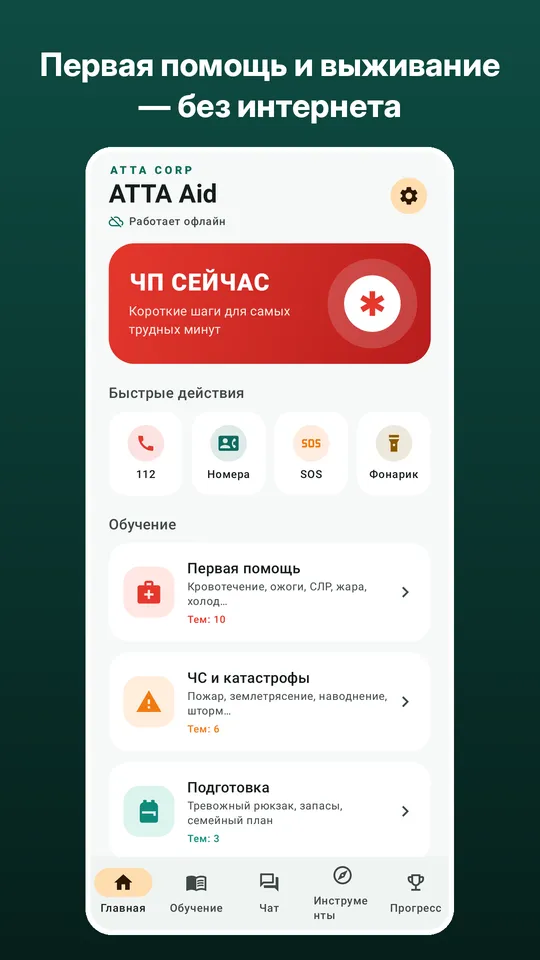 Первая помощь и выживание
— без интернета
ATTA CORP
ATTA Aid
Работает офлайн
ЧП СЕЙЧАС
Короткие шаги для самых
трудных минут
Быстрые действия
112
Номера
SOS
SOS
Фонарик
Обучение
Первая помощь
Кровотечение, ожоги, СЛР, жара,
холод...
Тем: 10
ЧС и катастрофы
Пожар, землетрясение, наводнение,
шторм...
Тем: 6
Подготовка
Тревожный рюкзак, запасы,
семейный план
Тем: 3
Главная
Обучение
Чат
Инструме
нты
Прогресс